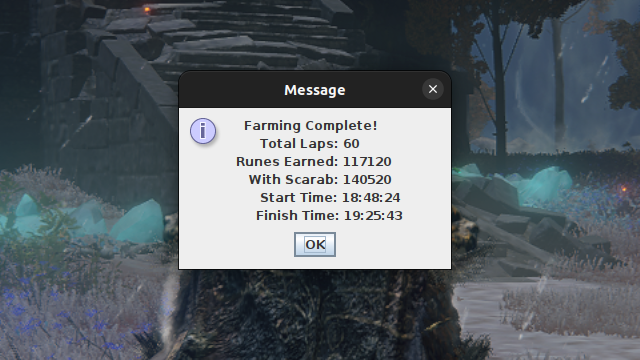 Message
Farming Complete!
Total Laps: 60
Runes Earned: 117120
With Scarab: 140520
Start Time: 18:48:24
Finish Time: 19:25:43
OK